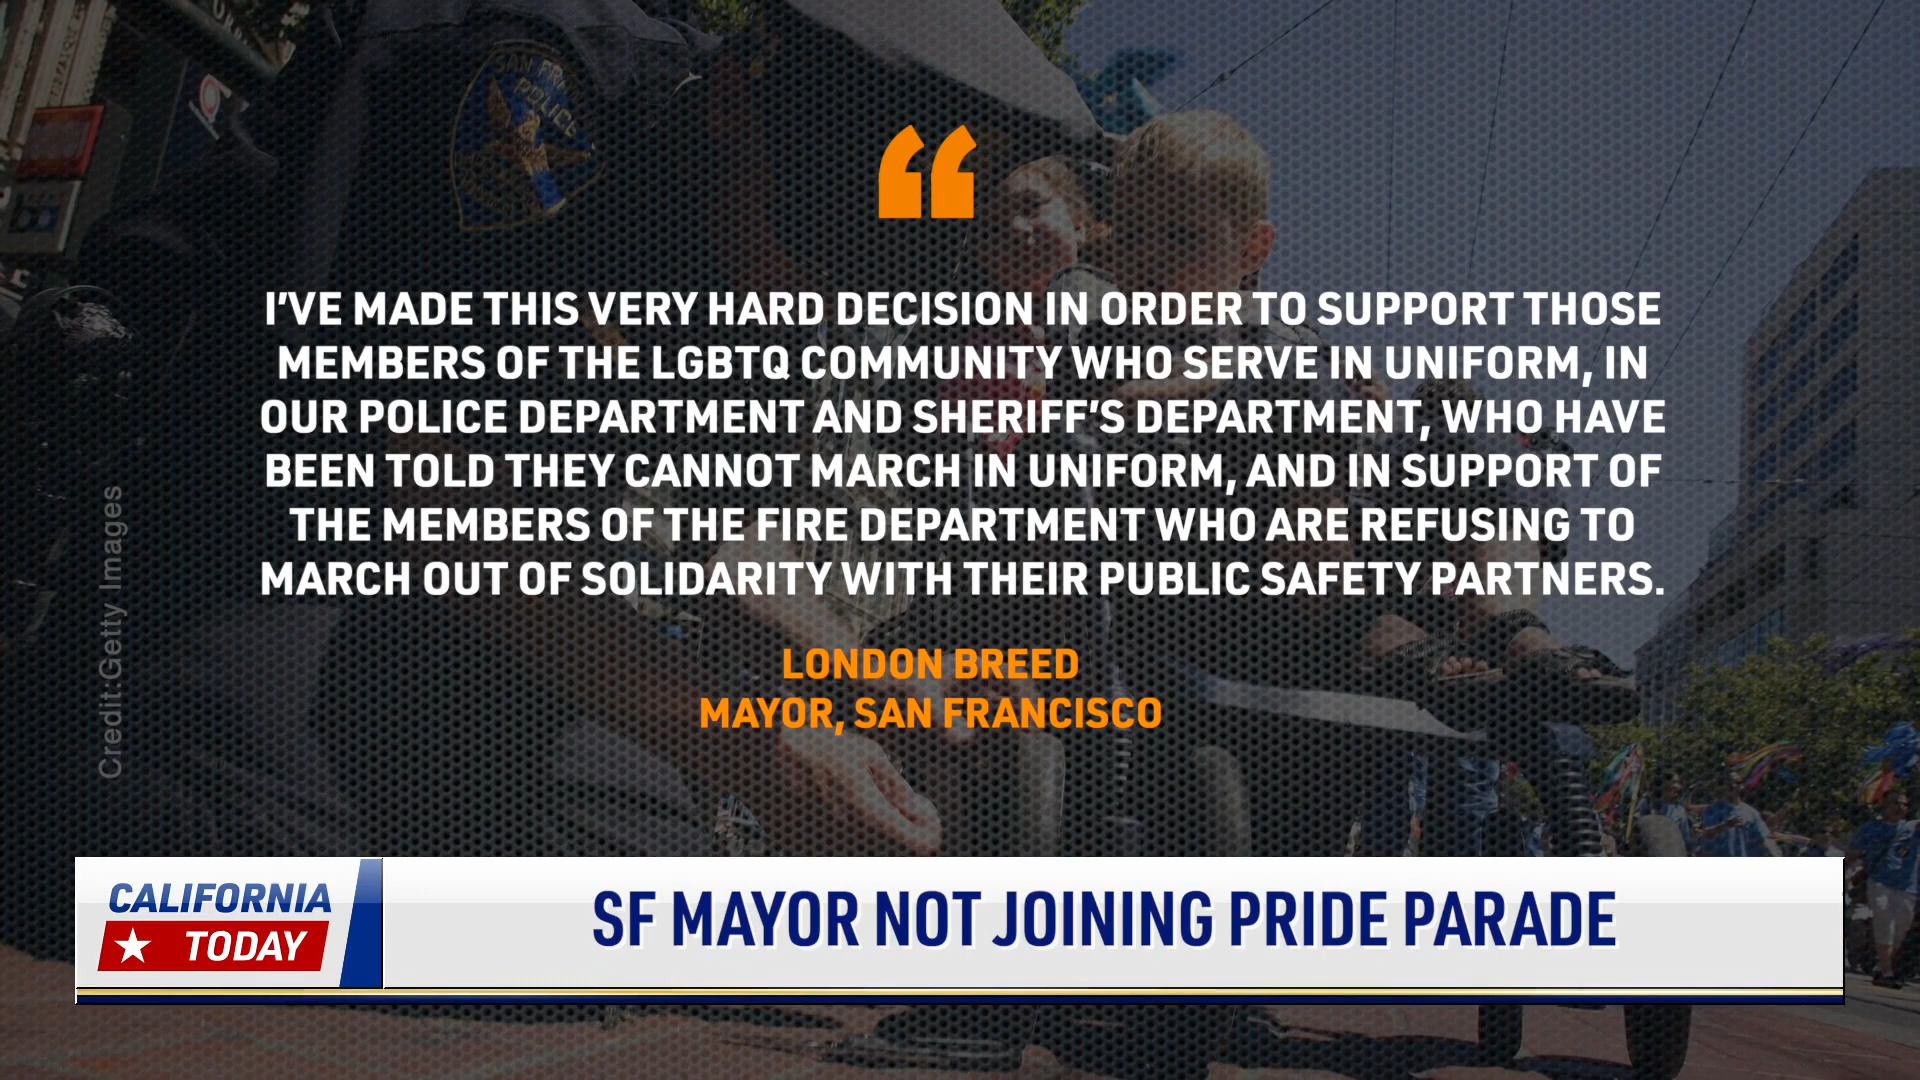 SAN FRA
POLICE
“
I'VE MADE THIS VERY HARD DECISION IN ORDER TO SUPPORT THOSE
MEMBERS OF THE LGBTQ COMMUNITY WHO SERVE IN UNIFORM, IN
OUR POLICE DEPARTMENT AND SHERIFF'S DEPARTMENT, WHO HAVE
BEEN TOLD THEY CANNOT MARCH IN UNIFORM, AND IN SUPPORT OF
THE MEMBERS OF THE FIRE DEPARTMENT WHO ARE REFUSING TO
MARCH OUT OF SOLIDARITY WITH THEIR PUBLIC SAFETY PARTNERS.
LONDON BREED
MAYOR, SAN FRANCISCO
Credit:Getty Images
CALIFORNIA
TODAY
SF MAYOR NOT JOINING PRIDE PARADE